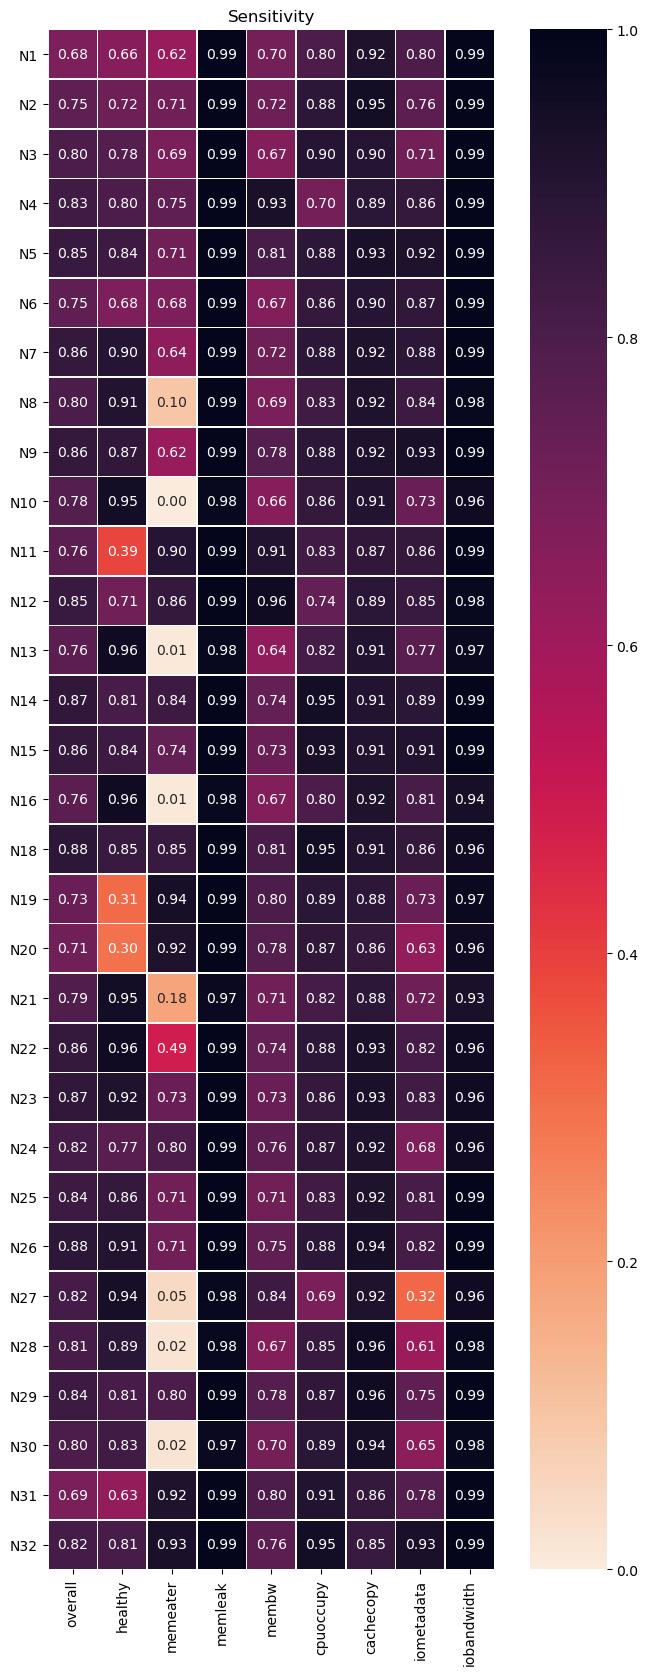 Sensitivity
N1 0.68 0.66 0.62 0.99 0.70 0.80 0.92 0.80 0.99
N2 0.75 0.72 0.71 0.99 0.72 0.88 0.95 0.76 0.99
N3 0.80 0.78 0.69 0.99 0.67 0.90 0.90 0.71 0.99
N4 0.83 0.80 0.75 0.99 0.93 0.70 0.89 0.86 0.99
N5 0.85 0.84 0.71 0.99 0.81 0.88 0.93 0.92 0.99
N6 0.75 0.68 0.68 0.99 0.67 0.86 0.90 0.87 0.99
N7 0.86 0.90 0.64 0.99 0.72 0.88 0.92 0.88 0.99
N8 0.80 0.91 0.10 0.99 0.69 0.83 0.92 0.84 0.98
N9 0.86 0.87 0.62 0.99 0.78 0.88 0.92 0.93 0.99
N10 0.78 0.95 0.00 0.98 0.66 0.86 0.91 0.73 0.96
N11 0.76 0.39 0.90 0.99 0.91 0.83 0.87 0.86 0.99
N12 0.85 0.71 0.86 0.99 0.96 0.74 0.89 0.85 0.98
N13 0.76 0.96 0.01 0.98 0.64 0.82 0.91 0.77 0.97
N14 0.87 0.81 0.84 0.99 0.74 0.95 0.91 0.89 0.99
N15 0.86 0.84 0.74 0.99 0.73 0.93 0.91 0.91 0.99
N16 0.76 0.96 0.01 0.98 0.67 0.80 0.92 0.81 0.94
N18 0.88 0.85 0.85 0.99 0.81 0.95 0.91 0.86 0.96
N19 0.73 0.31 0.94 0.99 0.80 0.89 0.88 0.73 0.97
N20 0.71 0.30 0.92 0.99 0.78 0.87 0.86 0.63 0.96
N21 0.79 0.95 0.18 0.97 0.71 0.82 0.88 0.72 0.93
N22 0.86 0.96 0.49 0.99 0.74 0.88 0.93 0.82 0.96
N23 0.87 0.92 0.73 0.99 0.73 0.86 0.93 0.83 0.96
N24 0.82 0.77 0.80 0.99 0.76 0.87 0.92 0.68 0.96
N25 0.84 0.86 0.71 0.99 0.71 0.83 0.92 0.81 0.99
N26 0.88 0.91 0.71 0.99 0.75 0.88 0.94 0.82 0.99
N27 0.82 0.94 0.05 0.98 0.84 0.69 0.92 0.32 0.96
N28 0.81 0.89 0.02 0.98 0.67 0.85 0.96 0.61 0.98
N29 0.84 0.81 0.80 0.99 0.78 0.87 0.96 0.75 0.99
N30 0.80 0.83 0.02 0.97 0.70 0.89 0.94 0.65 0.98
N31 0.69 0.63 0.92 0.99 0.80 0.91 0.86 0.78 0.99
N32 0.82 0.81 0.93 0.99 0.76 0.95 0.85 0.93 0.99
overall healthy memeater memleak membw cpuoccupy cachecopy iometadata iobandwidth
1.0
0.8
0.6
0.4
0.2
0.0